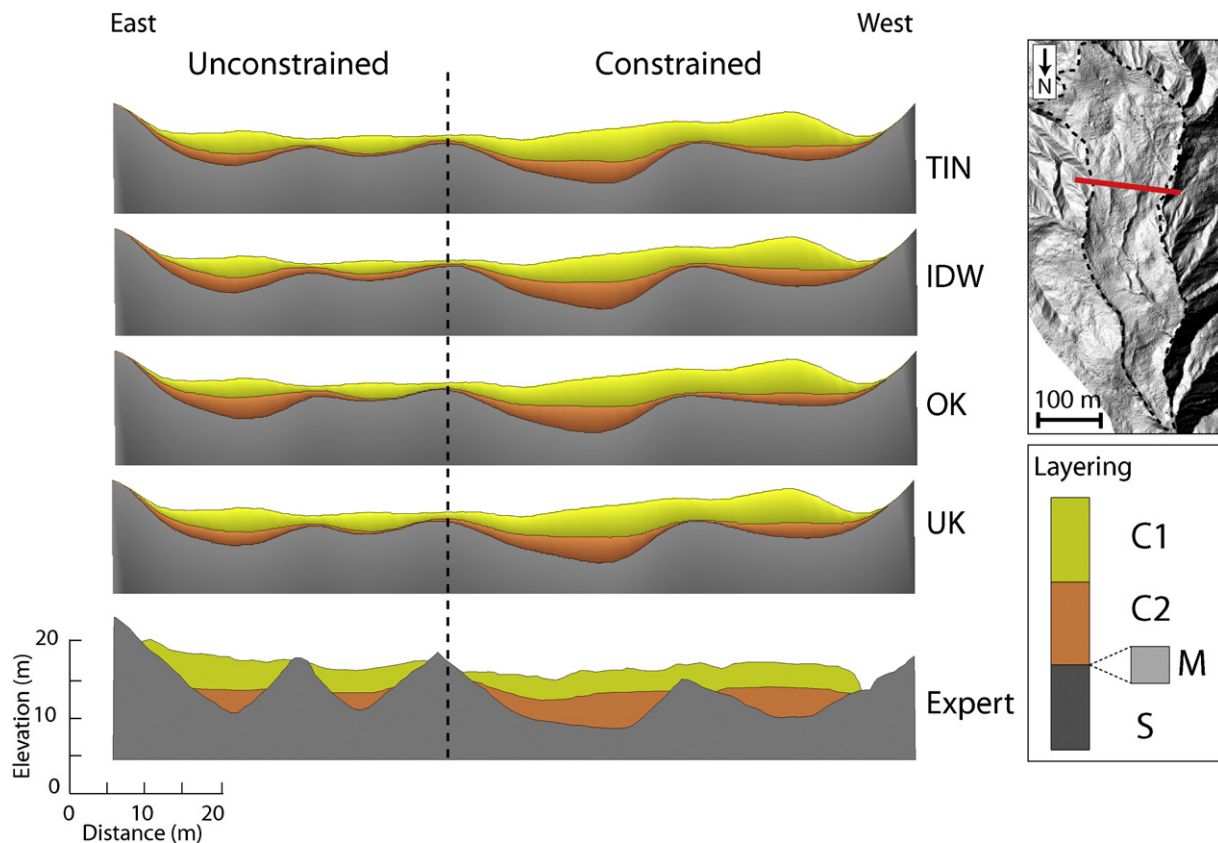 East
West
Unconstrained
Constrained
TIN
IDW
OK
UK
Expert
20
10
0
Elevation (m)
0
10
20
Distance (m)
N
100 m
Layering
C1
C2
M
S